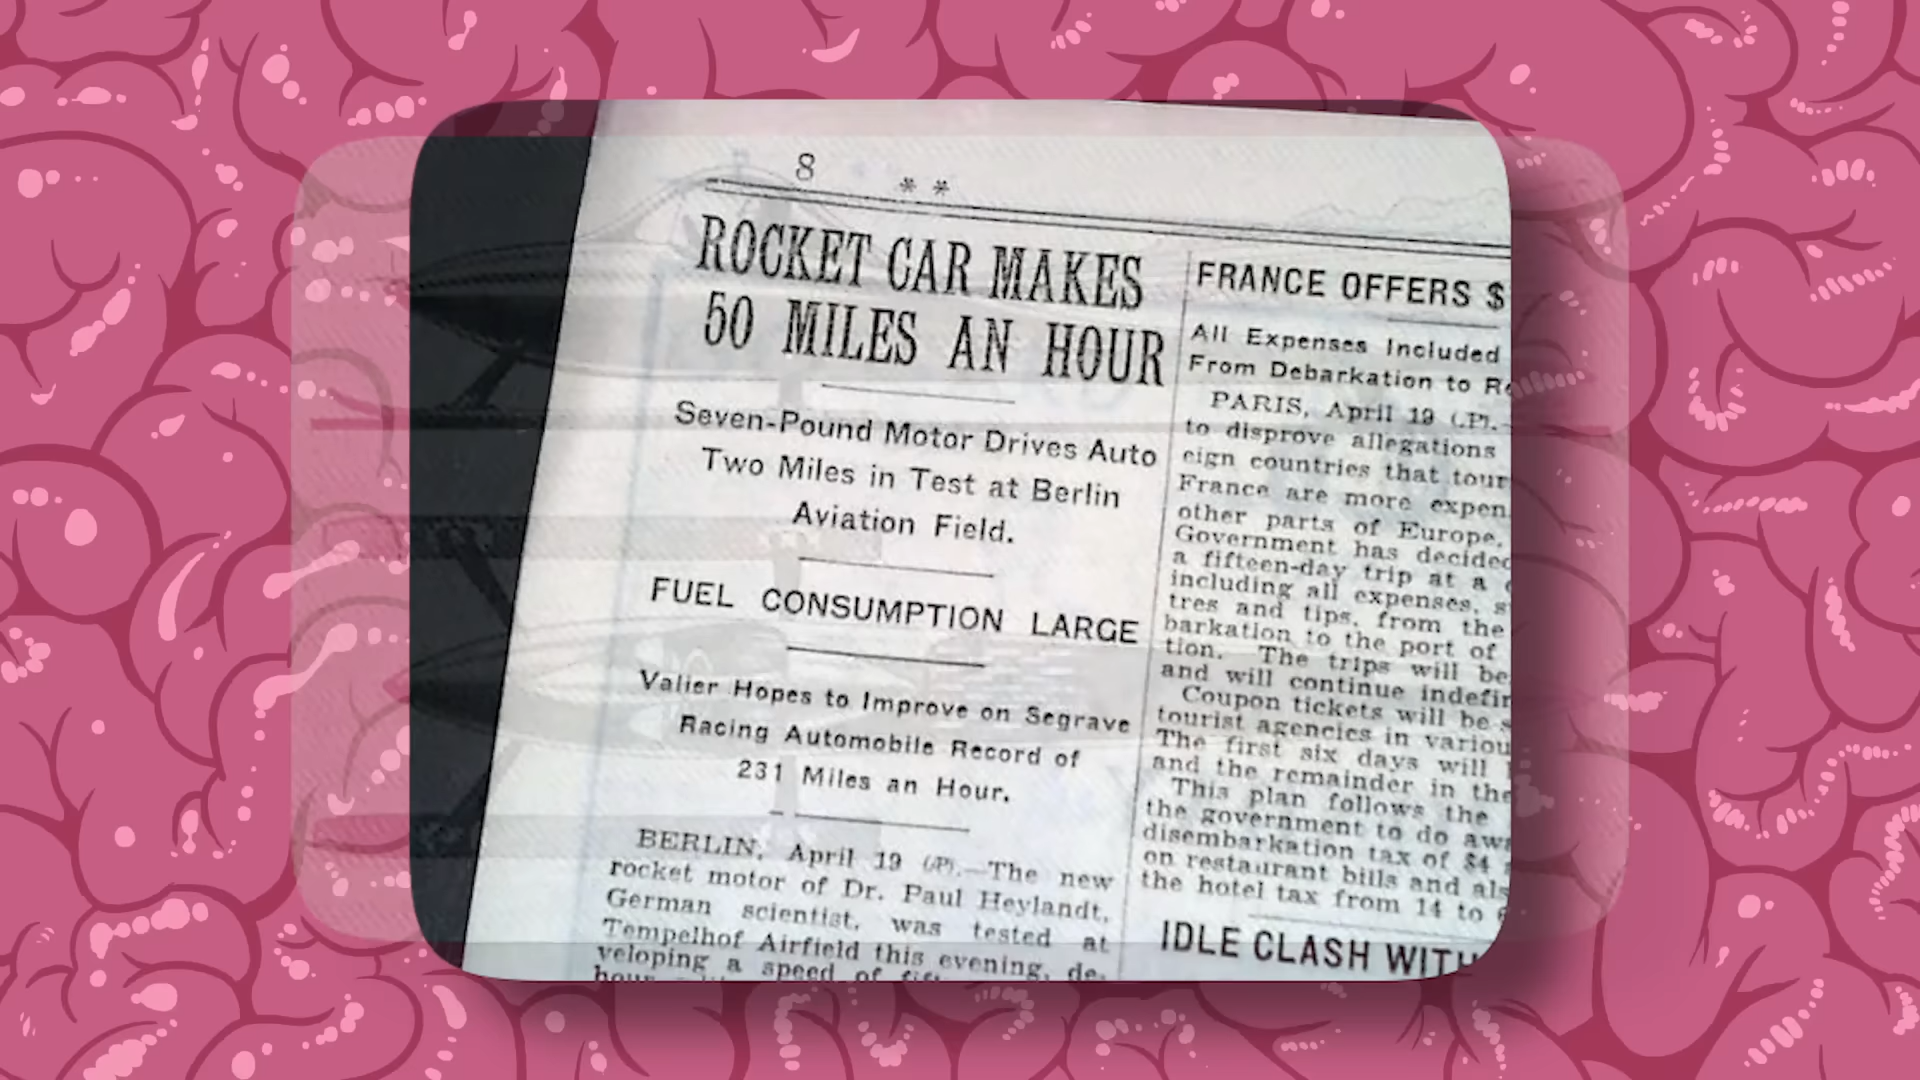 8 * *
ROCKET CAR MAKES
50 MILES AN HOUR
Seven-Pound Motor Drives Auto
Two Miles in Test at Berlin
Aviation Field.
FUEL CONSUMPTION LARGE
Valier Hopes to Improve on Segrave
Racing Automobile Record of
231 Miles an Hour.
BERLIN, April 19 (AP).—The new
rocket motor of Dr. Paul Heylandt,
German scientist, was tested at
Tempelhof Airfield this evening, de-
veloping a speed of
hour
FRANCE OFFERS $
All Expenses Included
From Debarkation to
PARIS, April 19 (AP).—
to disprove allegations
eign countries that tour
France are more expen
other parts of Europe,
Government has decided
a fifteen-day trip at a
including all expenses,
tres and tips, from the
barkation to the port of
tion. The trips will be
and will continue indefin
Coupon tickets will be
tourist agencies in variou
The first six days will
and the remainder in the
This plan follows the
the government to do awa
disembarkation tax of $4
on restaurant bills and als
the hotel tax from 14 to
IDLE CLASH WITH